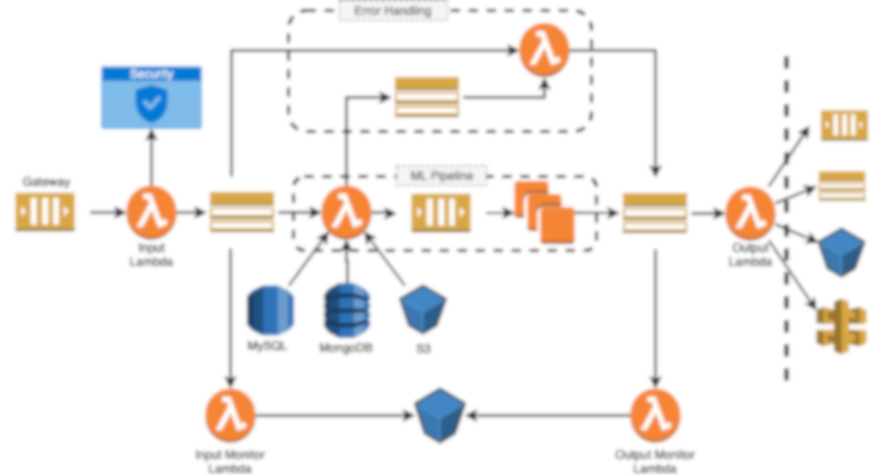 Error Handling
Security
Gateway
ML Pipeline
Input
Lambda
Output
Lambda
MySQL
MongoDB
S3
Input Monitor
Lambda
Output Monitor
Lambda